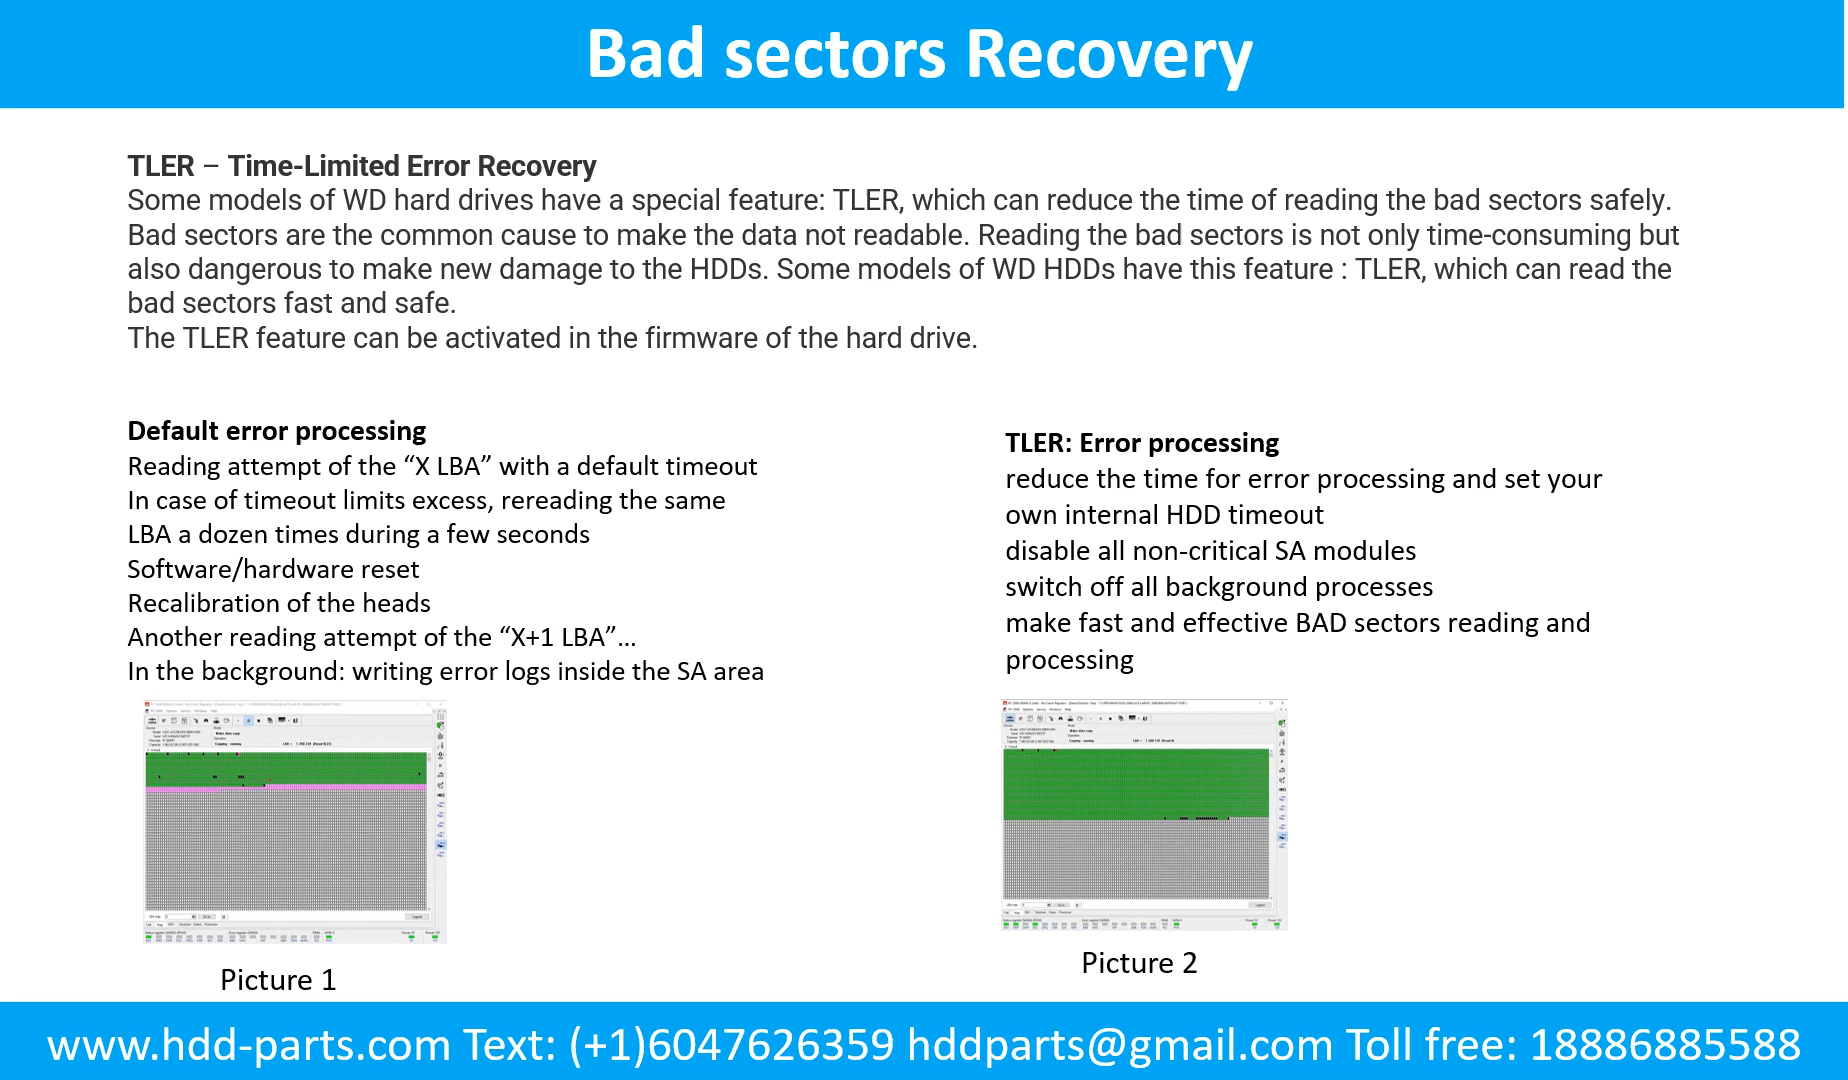 Bad sectors Recovery
TLER – Time-Limited Error Recovery
Some models of WD hard drives have a special feature: TLER, which can reduce the time of reading the bad sectors safely.
Bad sectors are the common cause to make the data not readable. Reading the bad sectors is not only time-consuming but
also dangerous to make new damage to the HDDs. Some models of WD HDDs have this feature : TLER, which can read the
bad sectors fast and safe.
The TLER feature can be activated in the firmware of the hard drive.
Default error processing
Reading attempt of the “X LBA” with a default timeout
In case of timeout limits excess, rereading the same
LBA a dozen times during a few seconds
Software/hardware reset
Recalibration of the heads
Another reading attempt of the “X+1 LBA”...
In the background: writing error logs inside the SA area
Picture 1
TLER: Error processing
reduce the time for error processing and set your
own internal HDD timeout
disable all non-critical SA modules
switch off all background processes
make fast and effective BAD sectors reading and
processing
Picture 2
www.hdd-parts.com Text: (+1)6047626359 hddparts@gmail.com Toll free: 18886885588